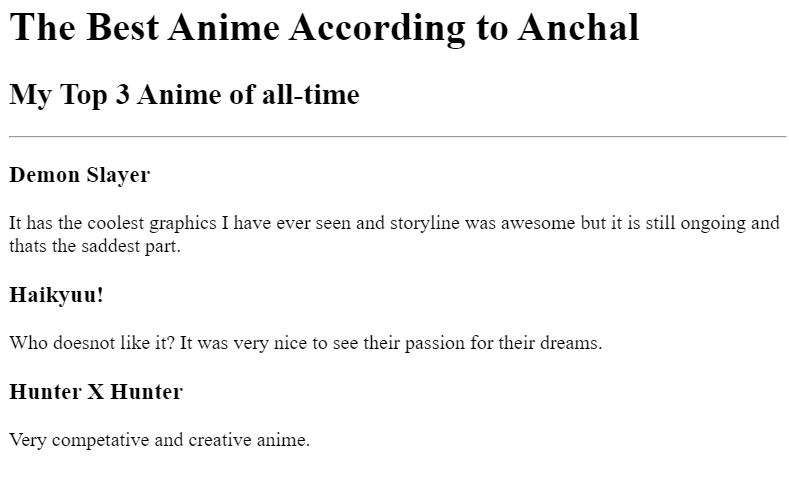 The Best Anime According to Anchal
My Top 3 Anime of all-time
Demon Slayer
It has the coolest graphics I have ever seen and storyline was awesome but it is still ongoing and
thats the saddest part.
Haikyuu!
Who doesnot like it? It was very nice to see their passion for their dreams.
Hunter X Hunter
Very competative and creative anime.